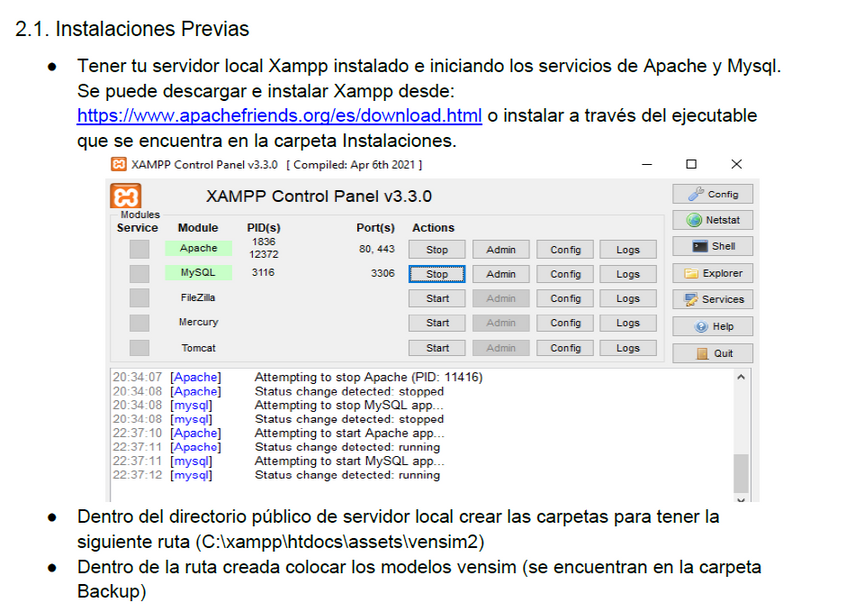 2.1. Instalaciones Previas
● Tener tu servidor local Xampp instalado e iniciando los servicios de Apache y Mysql.
Se puede descargar e instalar Xampp desde:
https://www.apachefriends.org/es/download.html o instalar a través del ejecutable
que se encuentra en la carpeta Instalaciones.
XAMPP Control Panel v3.3.0 [ Compiled: Apr 6th 2021 ]
XAMPP Control Panel v3.3.0 Config
Modules Netstat
Service Module PID(s) Port(s) Actions
Apache 1836 12372 80, 443 Stop Admin Config Logs Shell
MySQL 3116 3306 Stop Admin Config Logs Explorer
FileZilla Start Admin Config Logs Services
Mercury Start Admin Config Logs Help
Tomcat Start Admin Config Logs Quit
20:34:07 [Apache] Attempting to stop Apache (PID: 11416)
20:34:08 [Apache] Status change detected: stopped
20:34:08 [mysql] Attempting to stop MySQL app...
20:34:08 [mysql] Status change detected: stopped
22:37:10 [Apache] Attempting to start Apache app...
22:37:11 [Apache] Status change detected: running
22:37:11 [mysql] Attempting to start MySQL app...
22:37:12 [mysql] Status change detected: running
● Dentro del directorio público de servidor local crear las carpetas para tener la
siguiente ruta (C:\xampp\htdocs\assets\vensim2)
● Dentro de la ruta creada colocar los modelos vensim (se encuentran en la carpeta
Backup)